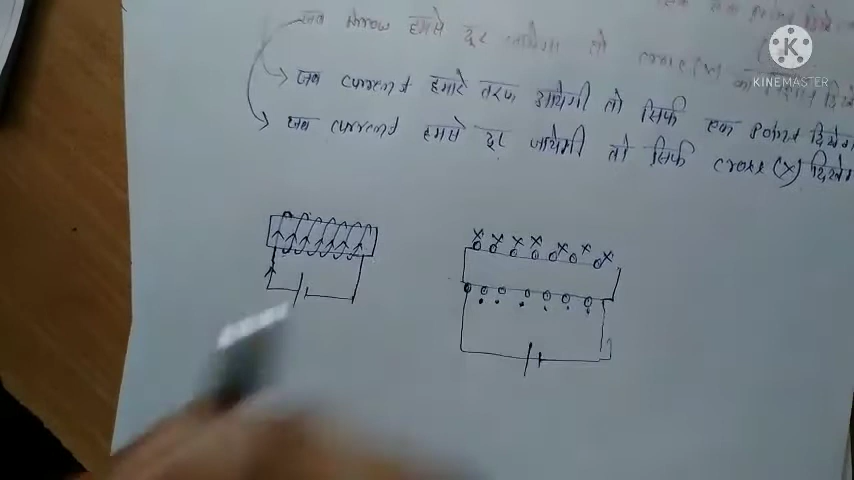 जब Arrow हमसे दूर जायेगा तो
KINEMASTER
जब current हमारे तरफ आयेगी तो सिर्फ एक point दिखेगा
जब current हमसे दूर जायेगी तो सिर्फ cross (X) दिखेगा